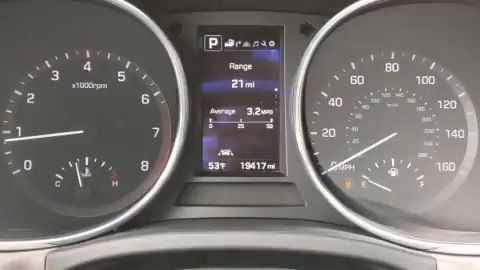 P
Range
21 mi
Average 3.2 MPG
0 25 50
53°F 19417 mi
x1000rpm
0 1 2 3 4 5 6 7 8
C H
MPH
20 40 60 80 100 120 140 160
km/h
E F